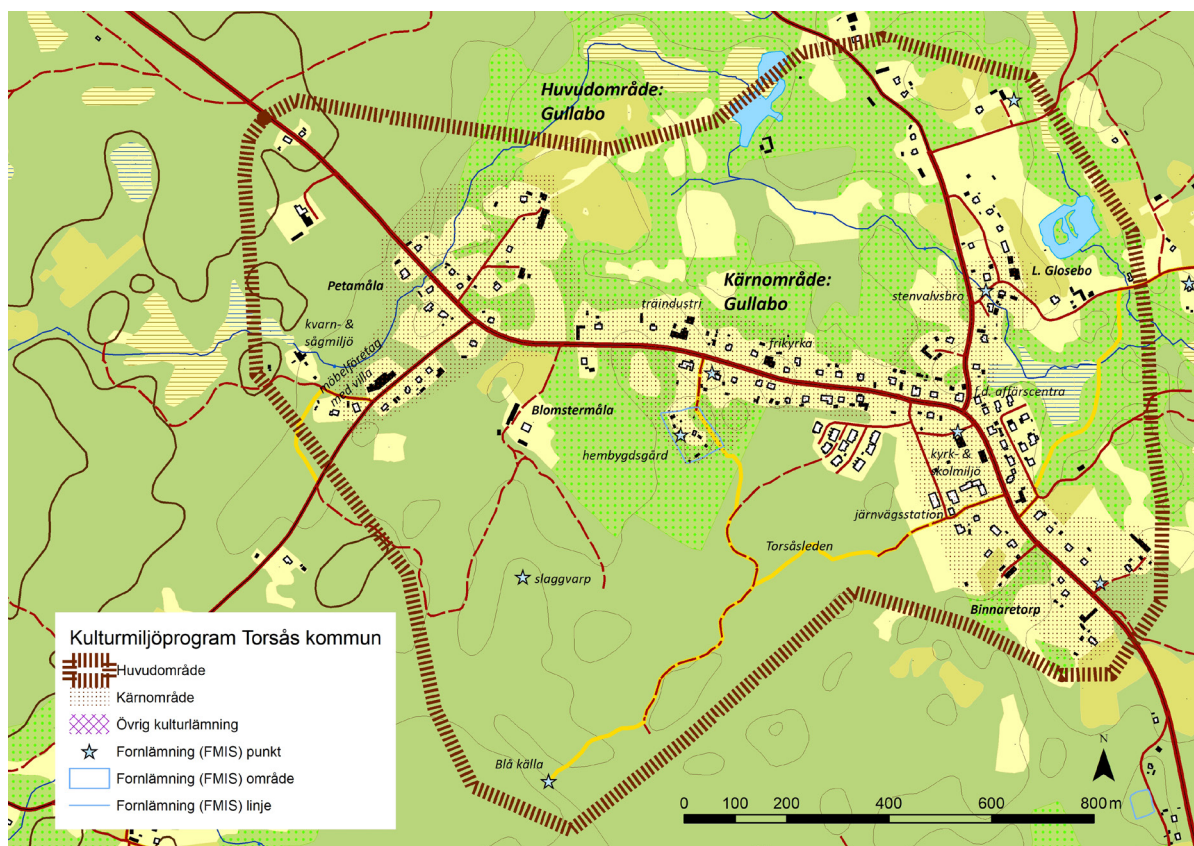 Huvudområde:
Gullabo
Kärnområde:
Gullabo
L. Glosebo
stenvalvsbro
Petamåla
träindustri
kvarn- &
sågmiljö
frikyrka
möbelföretag
med villa
d. affärscentra
Blomstermåla
kyrk- &
skolmiljö
hembygdsgård
järnvägsstation
Torsåsleden
slaggvarp
Binnaretorp
Blå källa
Kulturmiljöprogram Torsås kommun
Huvudområde
Kärnområde
Övrig kulturlämning
Fornlämning (FMIS) punkt
Fornlämning (FMIS) område
Fornlämning (FMIS) linje
N
0 100 200 400 600 800 m